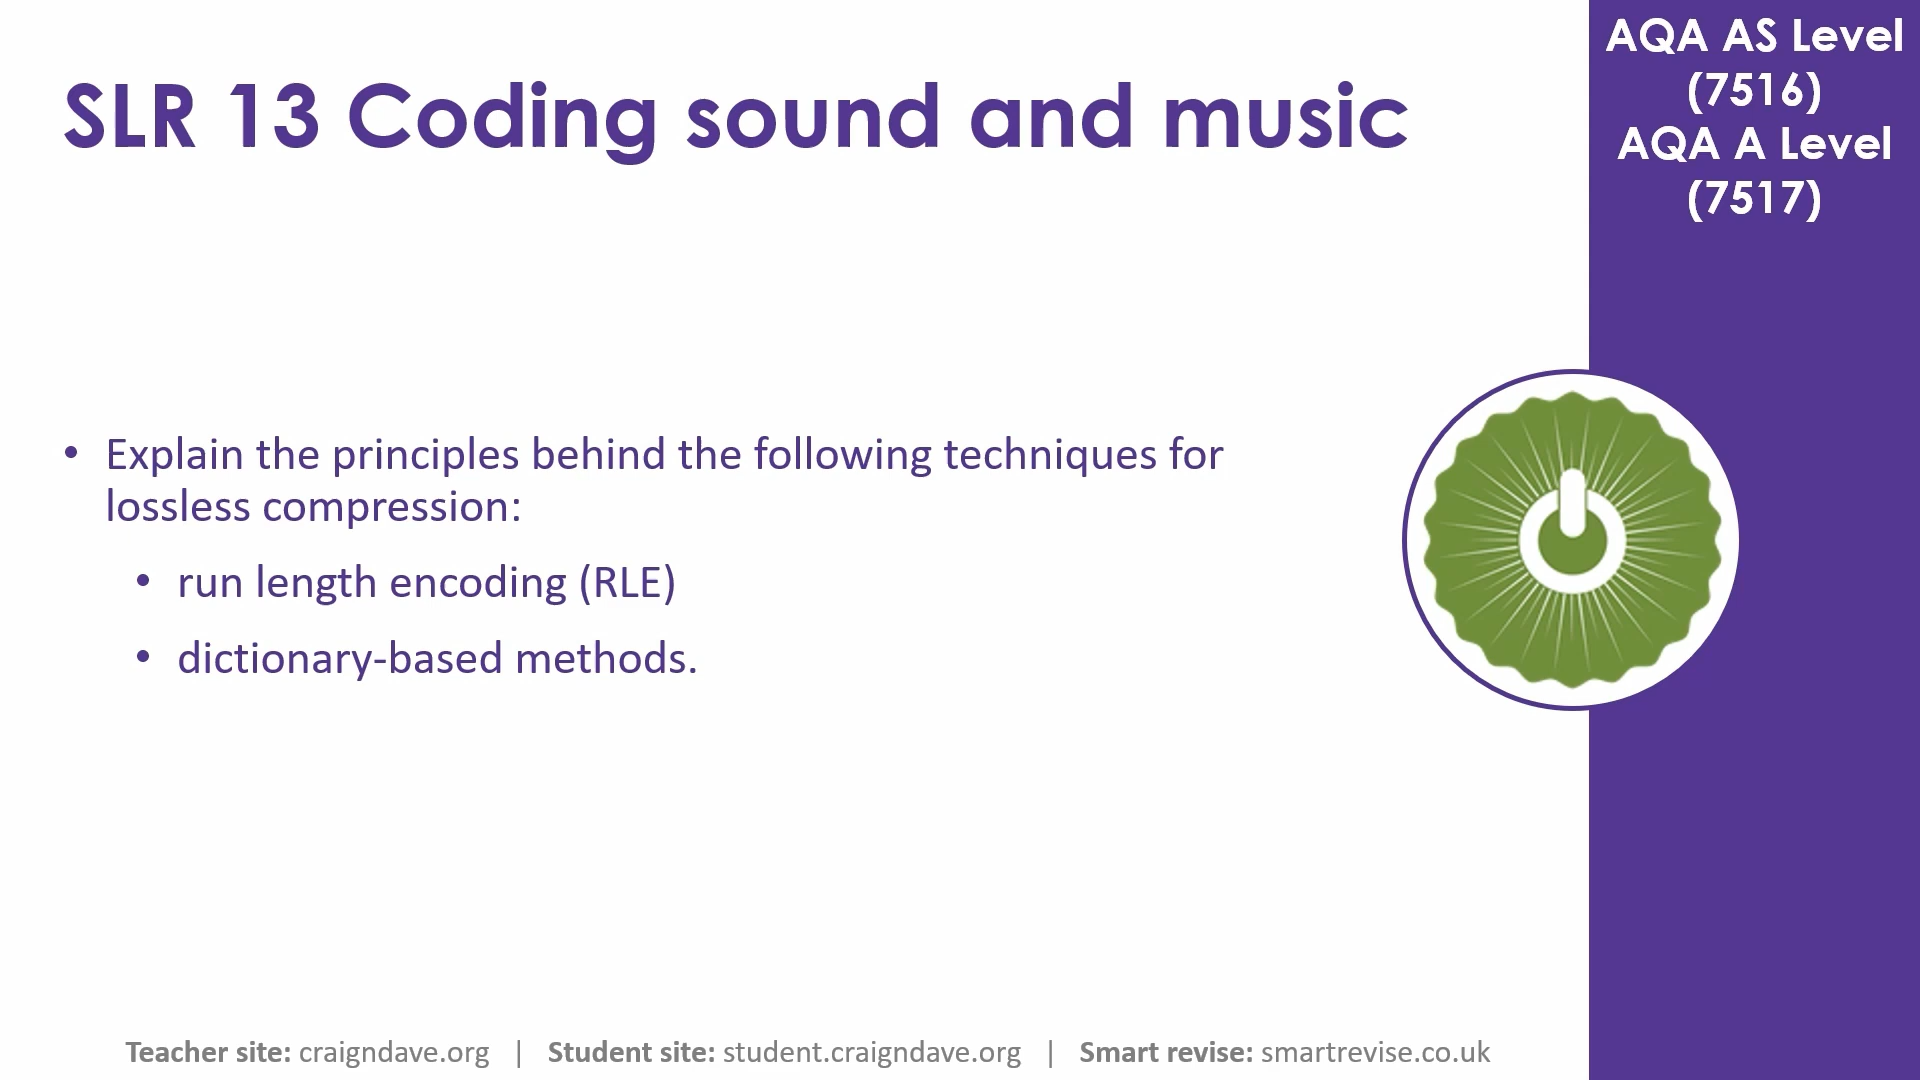 SLR 13 Coding sound and music
AQA AS Level
(7516)
AQA A Level
(7517)
• Explain the principles behind the following techniques for
lossless compression:
• run length encoding (RLE)
• dictionary-based methods.
Teacher site: craigndave.org | Student site: student.craigndave.org | Smart revise: smartrevise.co.uk